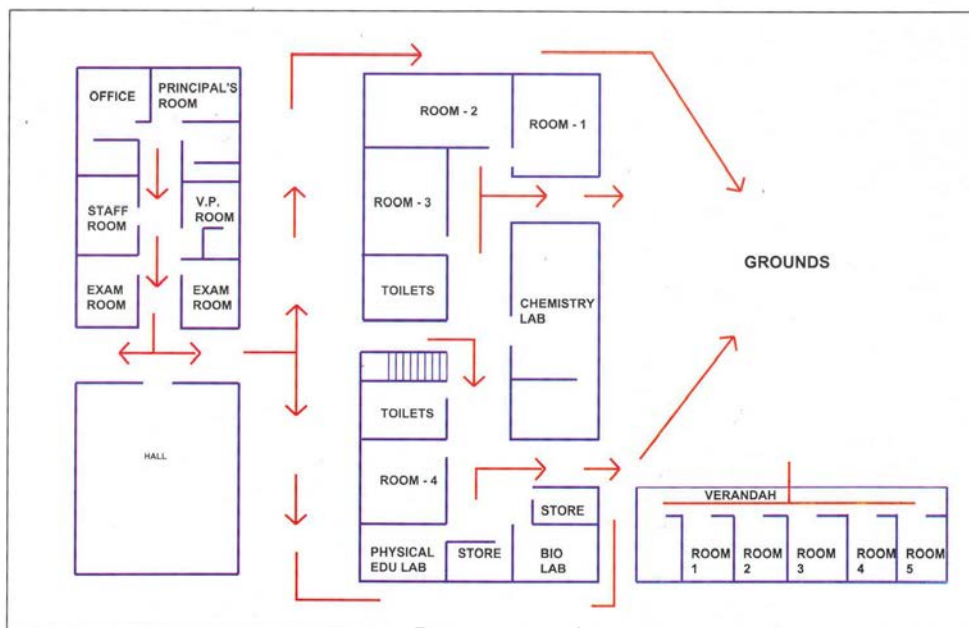 OFFICE
PRINCIPAL'S
ROOM
STAFF
ROOM
V.P.
ROOM
EXAM
ROOM
EXAM
ROOM
HALL
ROOM - 2
ROOM - 1
ROOM - 3
TOILETS
CHEMISTRY
LAB
TOILETS
ROOM - 4
PHYSICAL
EDU LAB
STORE
STORE
BIO
LAB
GROUNDS
VERANDAH
ROOM
1
ROOM
2
ROOM
3
ROOM
4
ROOM
5